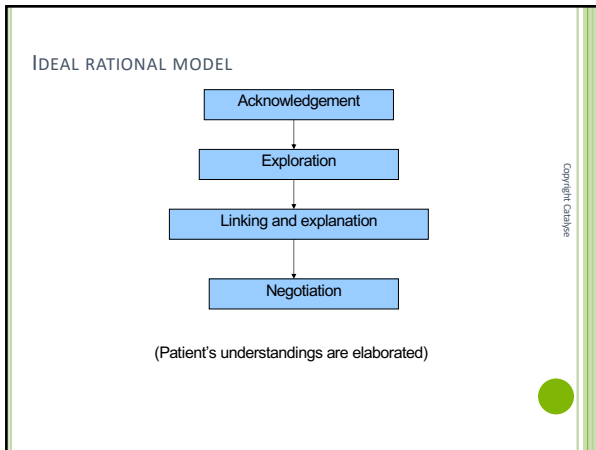 IDEAL RATIONAL MODEL
Acknowledgement
Exploration
Linking and explanation
Negotiation
(Patient's understandings are elaborated)
Copyright Catalyse